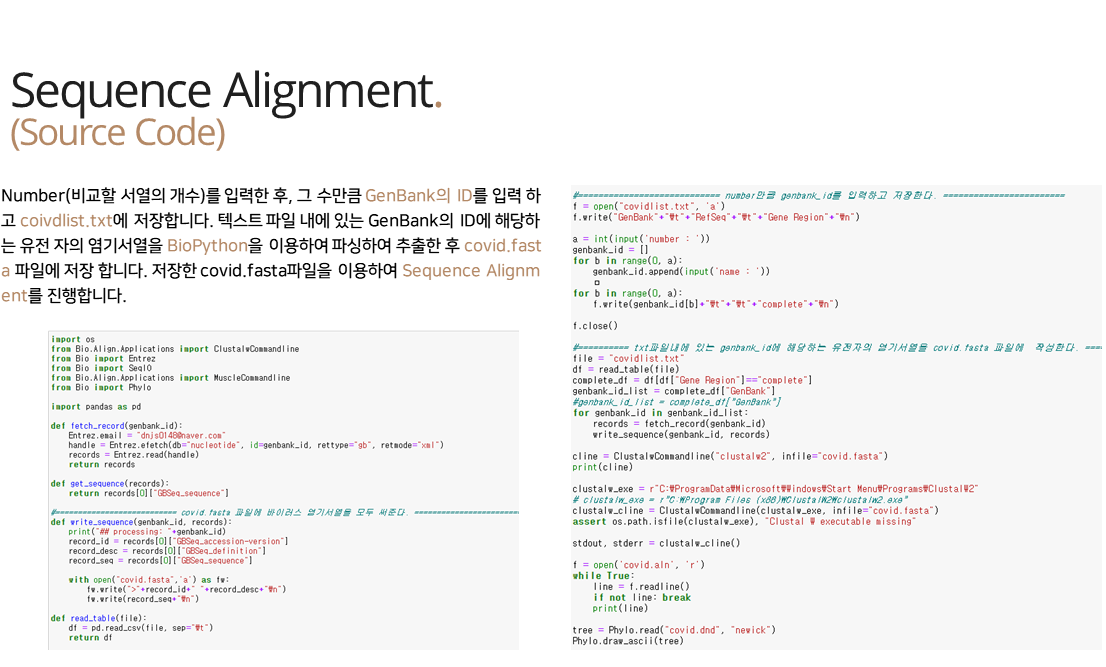 Sequence Alignment.
(Source Code)
Number(비교할 서열의 개수)를 입력한 후, 그 수만큼 GenBank의 ID를 입력 하
고 coivdlist.txt에 저장합니다. 텍스트 파일 내에 있는 GenBank의 ID에 해당하
는 유전 자의 염기서열을 BioPython을 이용하여 파싱하여 추출한 후 covid.fast
a 파일에 저장 합니다. 저장한 covid.fasta파일을 이용하여 Sequence Alignm
ent를 진행합니다.
import os
from Bio.Align.Applications import ClustalwCommandline
from Bio import Entrez
from Bio import SeqIO
from Bio.Align.Applications import MuscleCommandline
from Bio import Phylo
import pandas as pd
def fetch_record(genbank_id):
Entrez.email = "dnjs0148@naver.com"
handle = Entrez.efetch(db="nucleotide", id=genbank_id, rettype="gb", retmode="xml")
records = Entrez.read(handle)
return records
def get_sequence(records):
return records[0]["GBSeq_sequence"]
#========================== covid.fasta 파일에 바이러스 염기서열을 모두 써준다. =======================
def write_sequence(genbank_id, records):
print("## processing: "+genbank_id)
record_id = records[0]["GBSeq_accession-version"]
record_desc = records[0]["GBSeq_definition"]
record_seq = records[0]["GBSeq_sequence"]
with open("covid.fasta",'a') as fw:
fw.write(">"+record_id+" "+record_desc+"₩n")
fw.write(record_seq+"₩n")
def read_table(file):
df = pd.read_csv(file, sep="₩t")
return df
#============================ number만큼 genbank_id를 입력하고 저장한다. ========================
f = open("covidlist.txt", 'a')
f.write("GenBank"+"₩t"+"RefSeq"+"₩t"+"Gene Region"+"₩n")
a = int(input('number : '))
genbank_id = []
for b in range(0, a):
genbank_id.append(input('name : '))
for b in range(0, a):
f.write(genbank_id[b]+"₩t"+"₩t"+"complete"+"₩n")
f.close()
#========== txt파일내에 있는 genbank_id에 해당하는 유전자의 염기서열을 covid.fasta 파일에 작성한다. ====
file = "covidlist.txt"
df = read_table(file)
complete_df = df[df["Gene Region"]=="complete"]
genbank_id_list = complete_df["GenBank"]
#genbank_id_list = complete_df["GenBank"]
for genbank_id in genbank_id_list:
records = fetch_record(genbank_id)
write_sequence(genbank_id, records)
cline = ClustalwCommandline("clustalw2", infile="covid.fasta")
print(cline)
clustalw_exe = r"C:₩ProgramData₩Microsoft₩Windows₩Start Menu₩Programs₩Clustal2"
# clustalw_exe = r"C:₩Program Files (x86)₩ClustalW2₩clustalw2.exe"
clustalw_cline = ClustalwCommandline(clustalw_exe, infile="covid.fasta")
assert os.path.isfile(clustalw_exe), "Clustal W executable missing"
stdout, stderr = clustalw_cline()
f = open('covid.aln', 'r')
while True:
line = f.readline()
if not line: break
print(line)
tree = Phylo.read("covid.dnd", "newick")
Phylo.draw_ascii(tree)